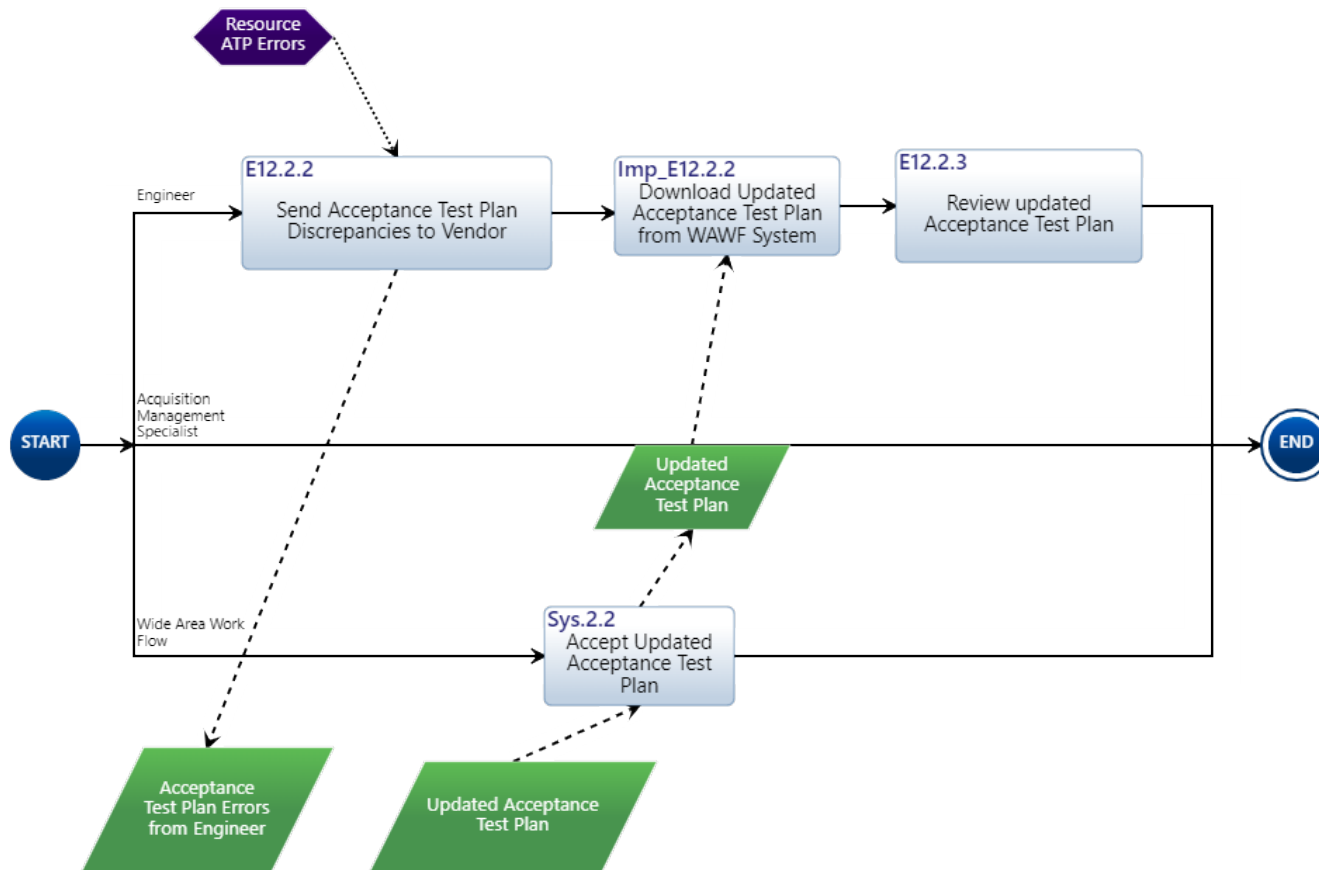 Resource
ATP Errors
E12.2.2
Send Acceptance Test Plan
Discrepancies to Vendor
Imp_E12.2.2
Download Updated
Acceptance Test Plan
from WAWF System
E12.2.3
Review updated
Acceptance Test Plan
Engineer
Acquisition
Management
Specialist
START
END
Updated
Acceptance
Test Plan
Wide Area Work
Flow
Sys.2.2
Accept Updated
Acceptance Test
Plan
Acceptance
Test Plan Errors
from Engineer
Updated Acceptance
Test Plan